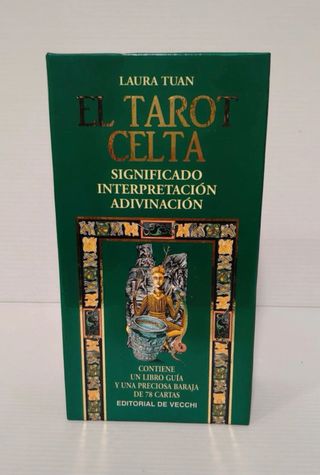 LAURA TUAN
EL TAROT
CELTA
SIGNIFICADO
INTERPRETACIÓN
ADIVINACIÓN
CONTIENE
UN LIBRO GUÍA
Y UNA PRECIOSA BARAJA
DE 78 CARTAS
EDITORIAL DE VECCHI